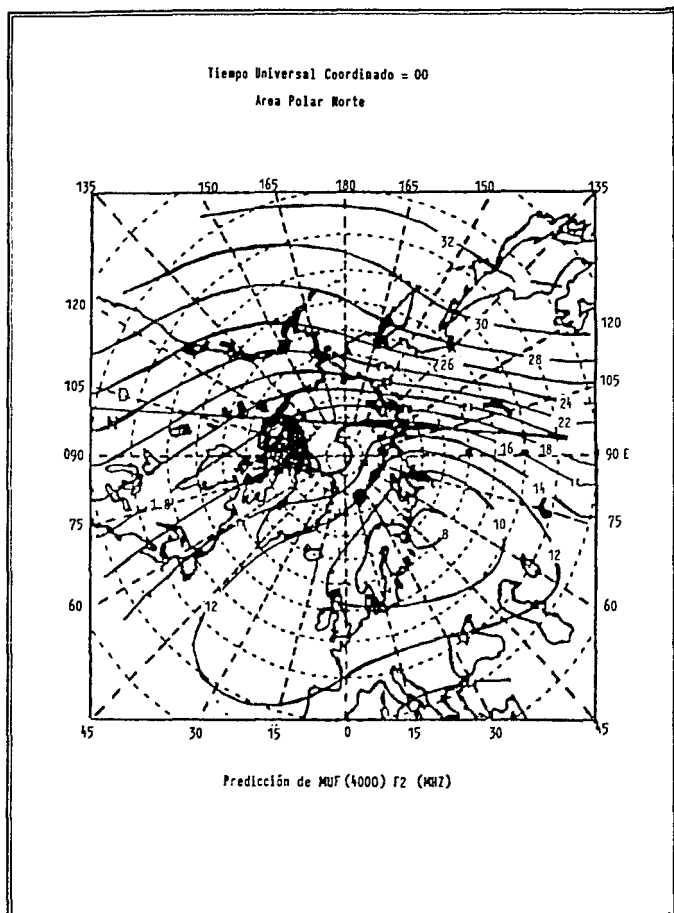 Tiempo Universal Coordinado = 00
Area Polar Norte
135 150 165 180 165 150 135
32
120 30 120
26 28
105 105
24
22
090 16 18 90 E
14
1.8 10
75 8 12 75
60 12 60
45 30 15 0 15 30 45
Predicción de MUF(4000) F2 (MHZ)